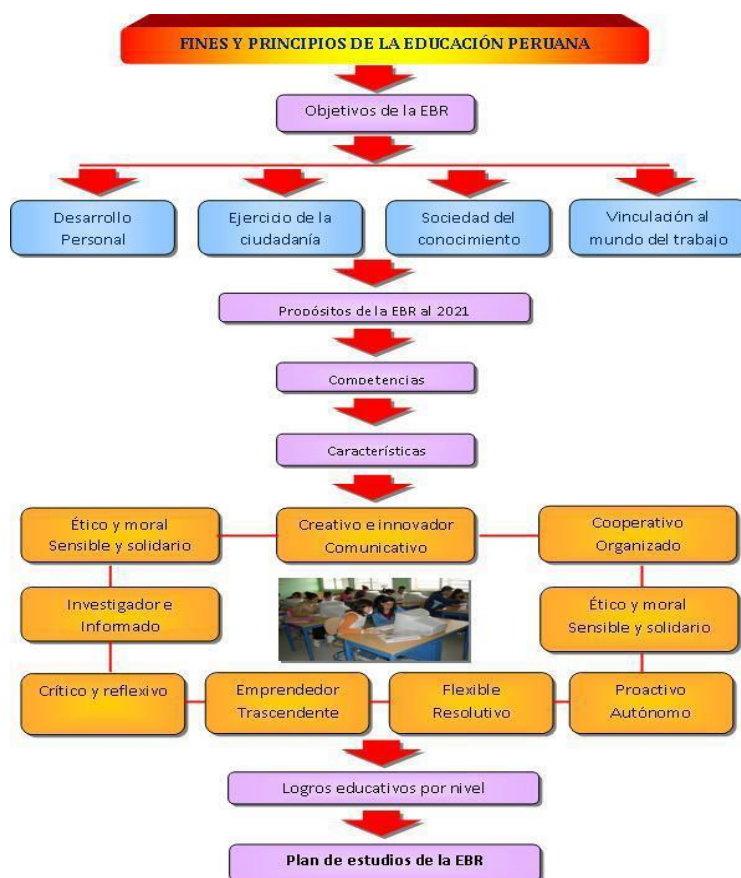 FINES Y PRINCIPIOS DE LA EDUCACIÓN PERUANA
Objetivos de la EBR
Desarrollo
Personal
Ejercicio de la
ciudadanía
Sociedad del
conocimiento
Vinculación al
mundo del trabajo
Propósitos de la EBR al 2021
Competencias
Características
Ético y moral
Sensible y solidario
Creativo e innovador
Comunicativo
Cooperativo
Organizado
Investigador e
Informado
Ético y moral
Sensible y solidario
Crítico y reflexivo
Emprendedor
Trascendente
Flexible
Resolutivo
Proactivo
Autónomo
Logros educativos por nivel
Plan de estudios de la EBR